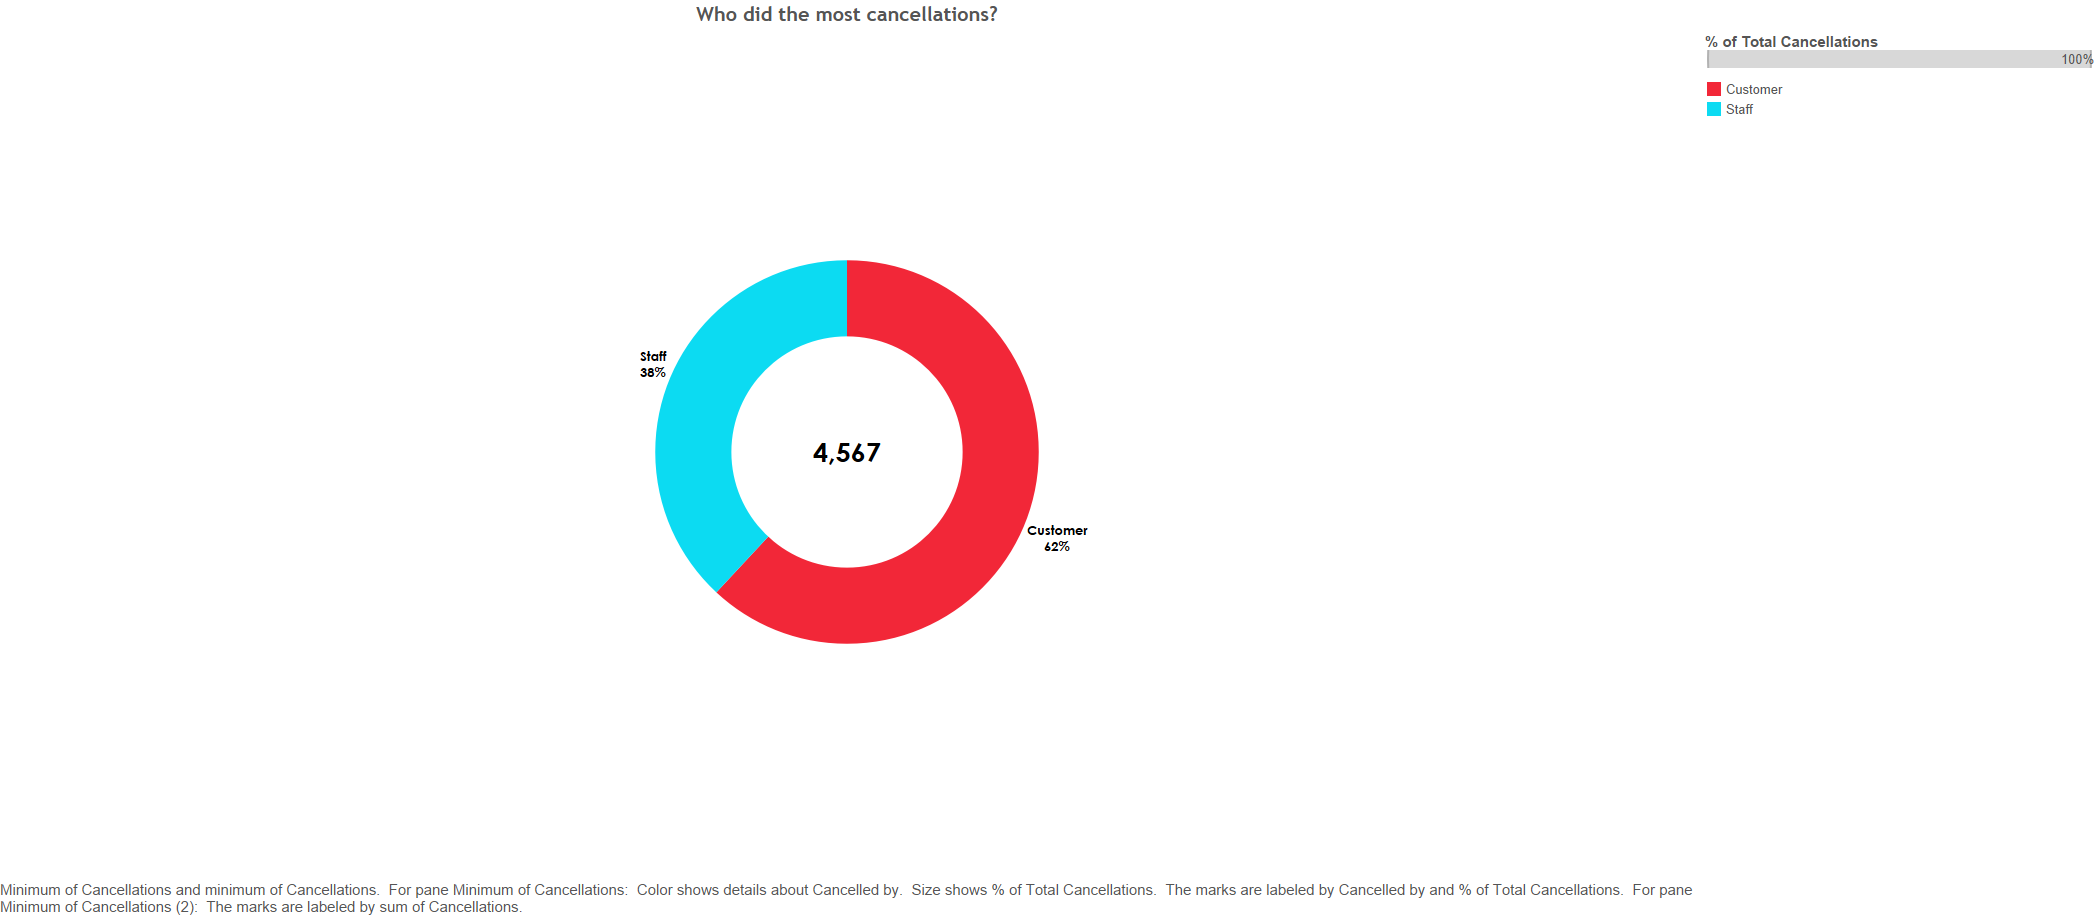 Who did the most cancellations?
% of Total Cancellations
100%
Customer
Staff
Staff
38%
4,567
Customer
62%
Minimum of Cancellations and minimum of Cancellations.  For pane Minimum of Cancellations:  Color shows details about Cancelled by.  Size shows % of Total Cancellations.  The marks are labeled by Cancelled by and % of Total Cancellations.  For pane
Minimum of Cancellations (2):  The marks are labeled by sum of Cancellations.